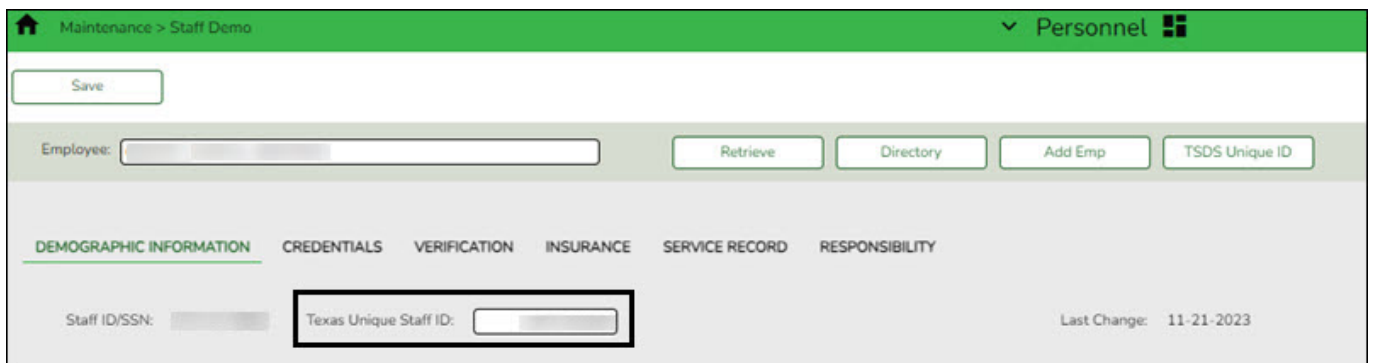 Maintenance > Staff Demo Personnel
Save
Employee: Retrieve Directory Add Emp TSDS Unique ID
DEMOGRAPHIC INFORMATION CREDENTIALS VERIFICATION INSURANCE SERVICE RECORD RESPONSIBILITY
Staff ID/SSN: Texas Unique Staff ID: Last Change: 11-21-2023